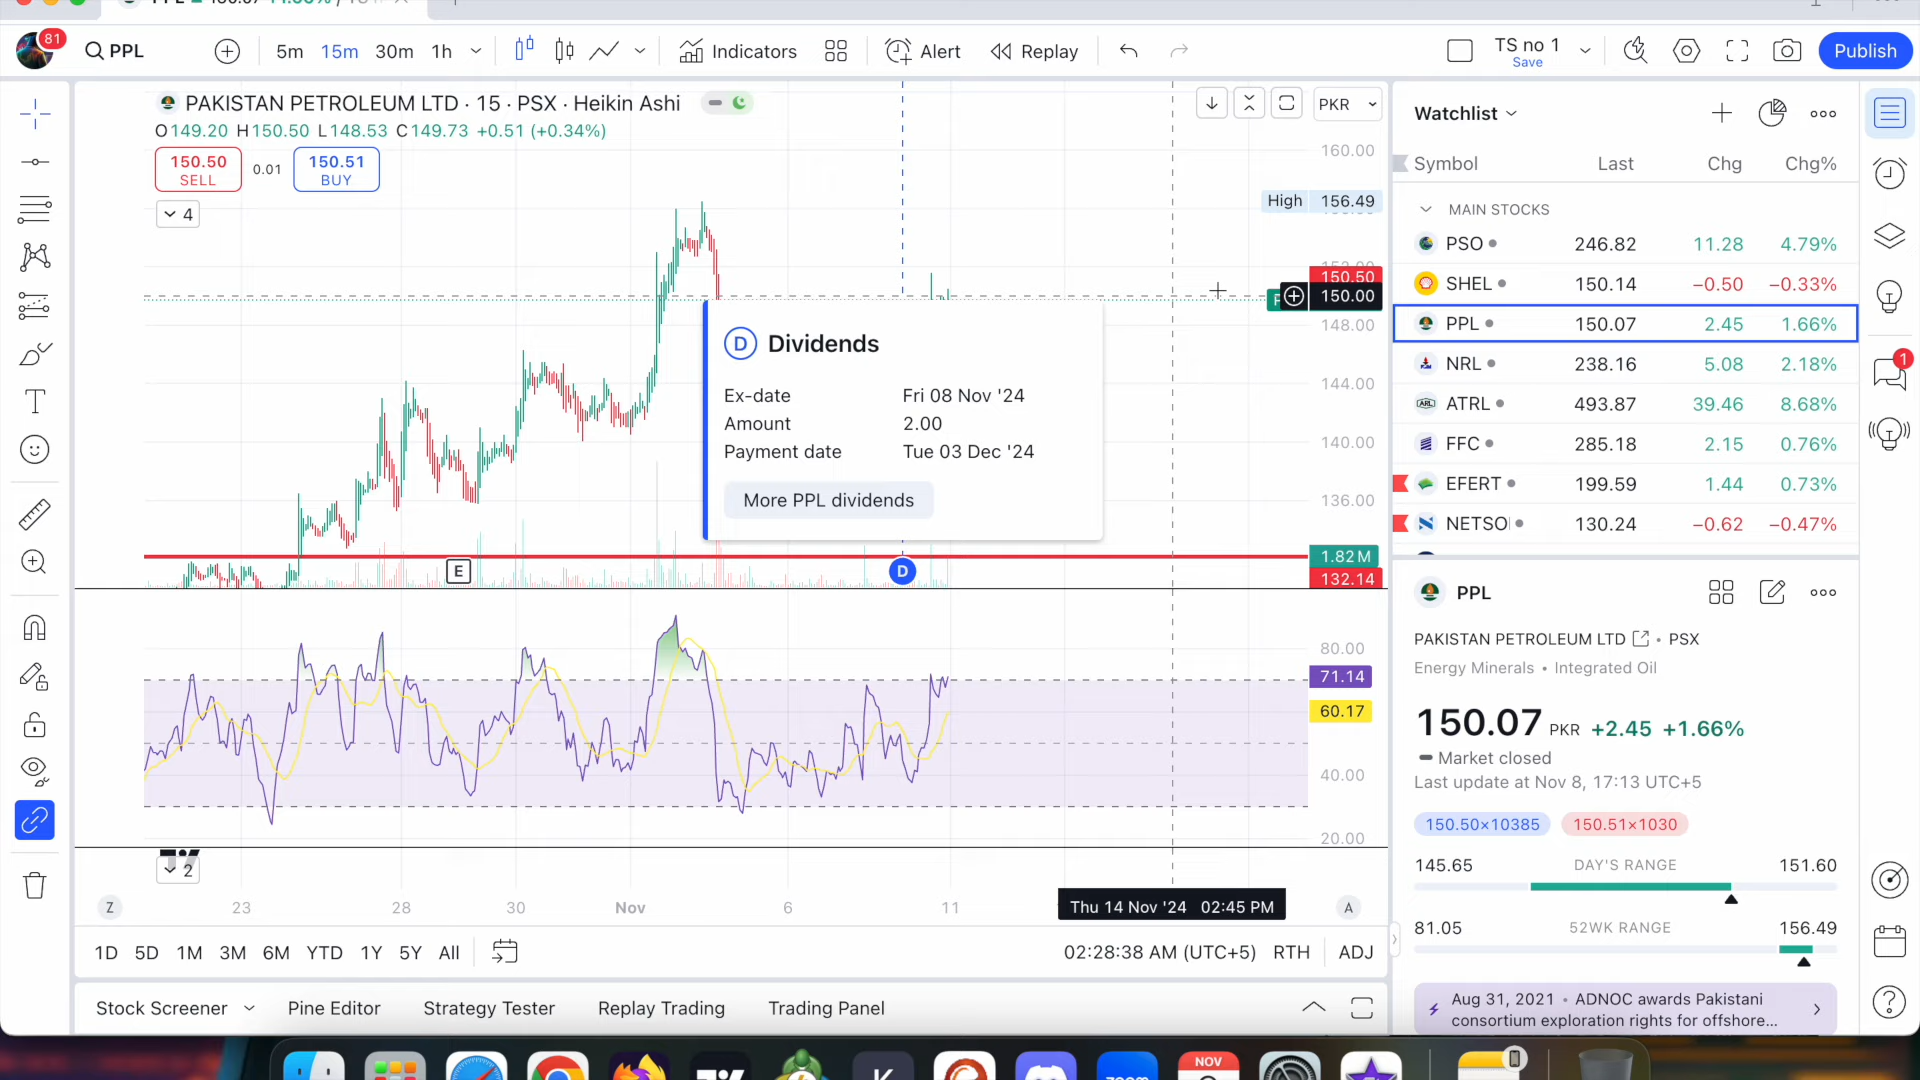 81
PPL
5m 15m 30m 1h
Indicators
Alert
Replay
TS no 1
Save
Publish
PAKISTAN PETROLEUM LTD · 15 · PSX · Heikin Ashi
O149.20 H150.50 L148.53 C149.73 +0.51 (+0.34%)
150.50
SELL
0.01
150.51
BUY
4
PKR
160.00
High 156.49
150.50
150.00
148.00
144.00
140.00
136.00
1.82M
132.14
D Dividends
Ex-date Fri 08 Nov '24
Amount 2.00
Payment date Tue 03 Dec '24
More PPL dividends
E
D
80.00
71.14
60.17
40.00
20.00
2
Z 23 28 30 Nov 6 11 Thu 14 Nov '24 02:45 PM A
1D 5D 1M 3M 6M YTD 1Y 5Y All
02:28:38 AM (UTC+5) RTH ADJ
Stock Screener Pine Editor Strategy Tester Replay Trading Trading Panel
Watchlist
Symbol Last Chg Chg%
MAIN STOCKS
PSO 246.82 11.28 4.79%
SHEL 150.14 −0.50 −0.33%
PPL 150.07 2.45 1.66%
NRL 238.16 5.08 2.18%
ATRL 493.87 39.46 8.68%
FFC 285.18 2.15 0.76%
EFERT 199.59 1.44 0.73%
NETSO 130.24 −0.62 −0.47%
1
PPL
PAKISTAN PETROLEUM LTD • PSX
Energy Minerals • Integrated Oil
150.07 PKR +2.45 +1.66%
Market closed
Last update at Nov 8, 17:13 UTC+5
150.50×10385 150.51×1030
145.65 DAY'S RANGE 151.60
81.05 52WK RANGE 156.49
Aug 31, 2021 • ADNOC awards Pakistani
consortium exploration rights for offshore...
NOV